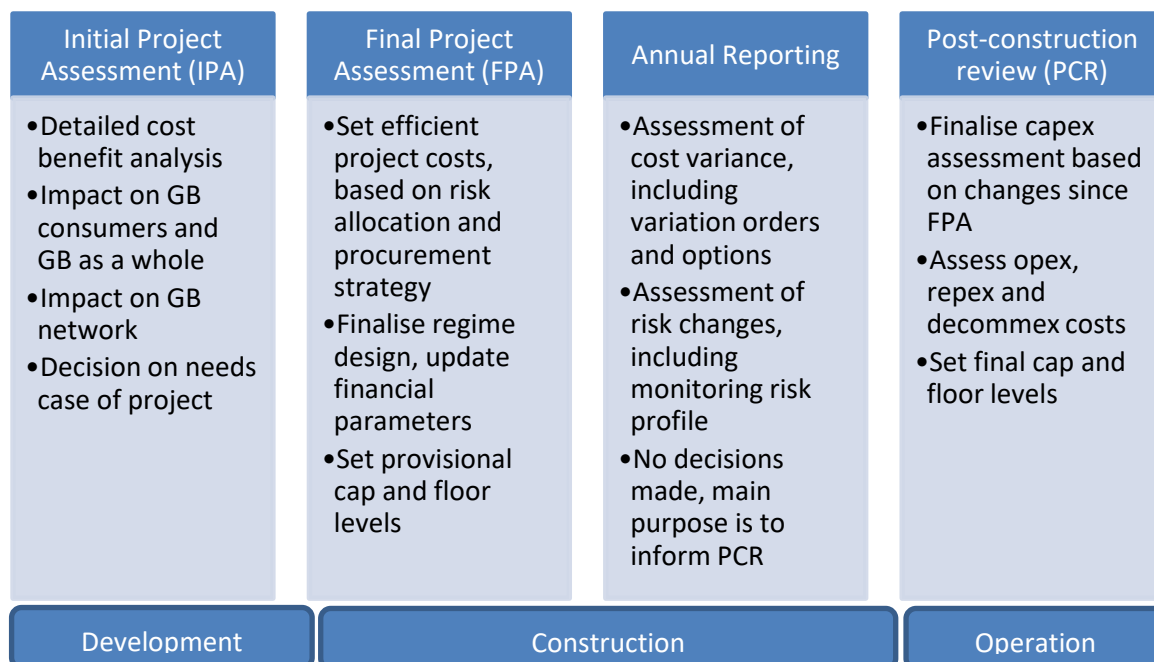 Initial Project
Assessment (IPA)
•Detailed cost
benefit analysis
•Impact on GB
consumers and
GB as a whole
•Impact on GB
network
•Decision on needs
case of project
Final Project
Assessment (FPA)
•Set efficient
project costs,
based on risk
allocation and
procurement
strategy
•Finalise regime
design, update
financial
parameters
•Set provisional
cap and floor
levels
Annual Reporting
•Assessment of
cost variance,
including
variation orders
and options
•Assessment of
risk changes,
including
monitoring risk
profile
•No decisions
made, main
purpose is to
inform PCR
Post-construction
review (PCR)
•Finalise capex
assessment based
on changes since
FPA
•Assess opex,
repex and
decommex costs
•Set final cap and
floor levels
Development
Construction
Operation